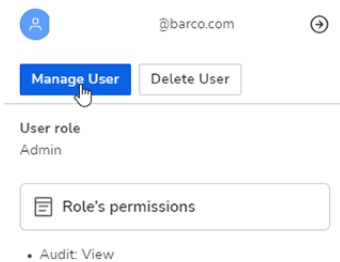 @barco.com
Manage User Delete User
User role
Admin
Role's permissions
• Audit: View